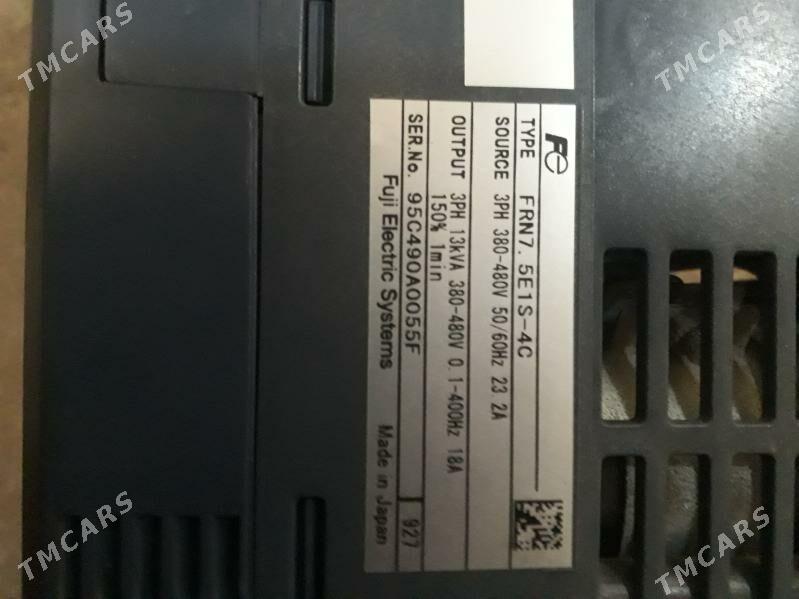 Fe
TYPE FRN7.5E1S-4C
SOURCE 3PH 380-480V 50/60Hz 23.2A
OUTPUT 3PH 13kVA 380-480V 0.1-400Hz 18A
150% 1min
SER.No. 95C490A0055F 927
Fuji Electric Systems Made in Japan
TMCARS
TMCARS
TMCARS
TMCARS